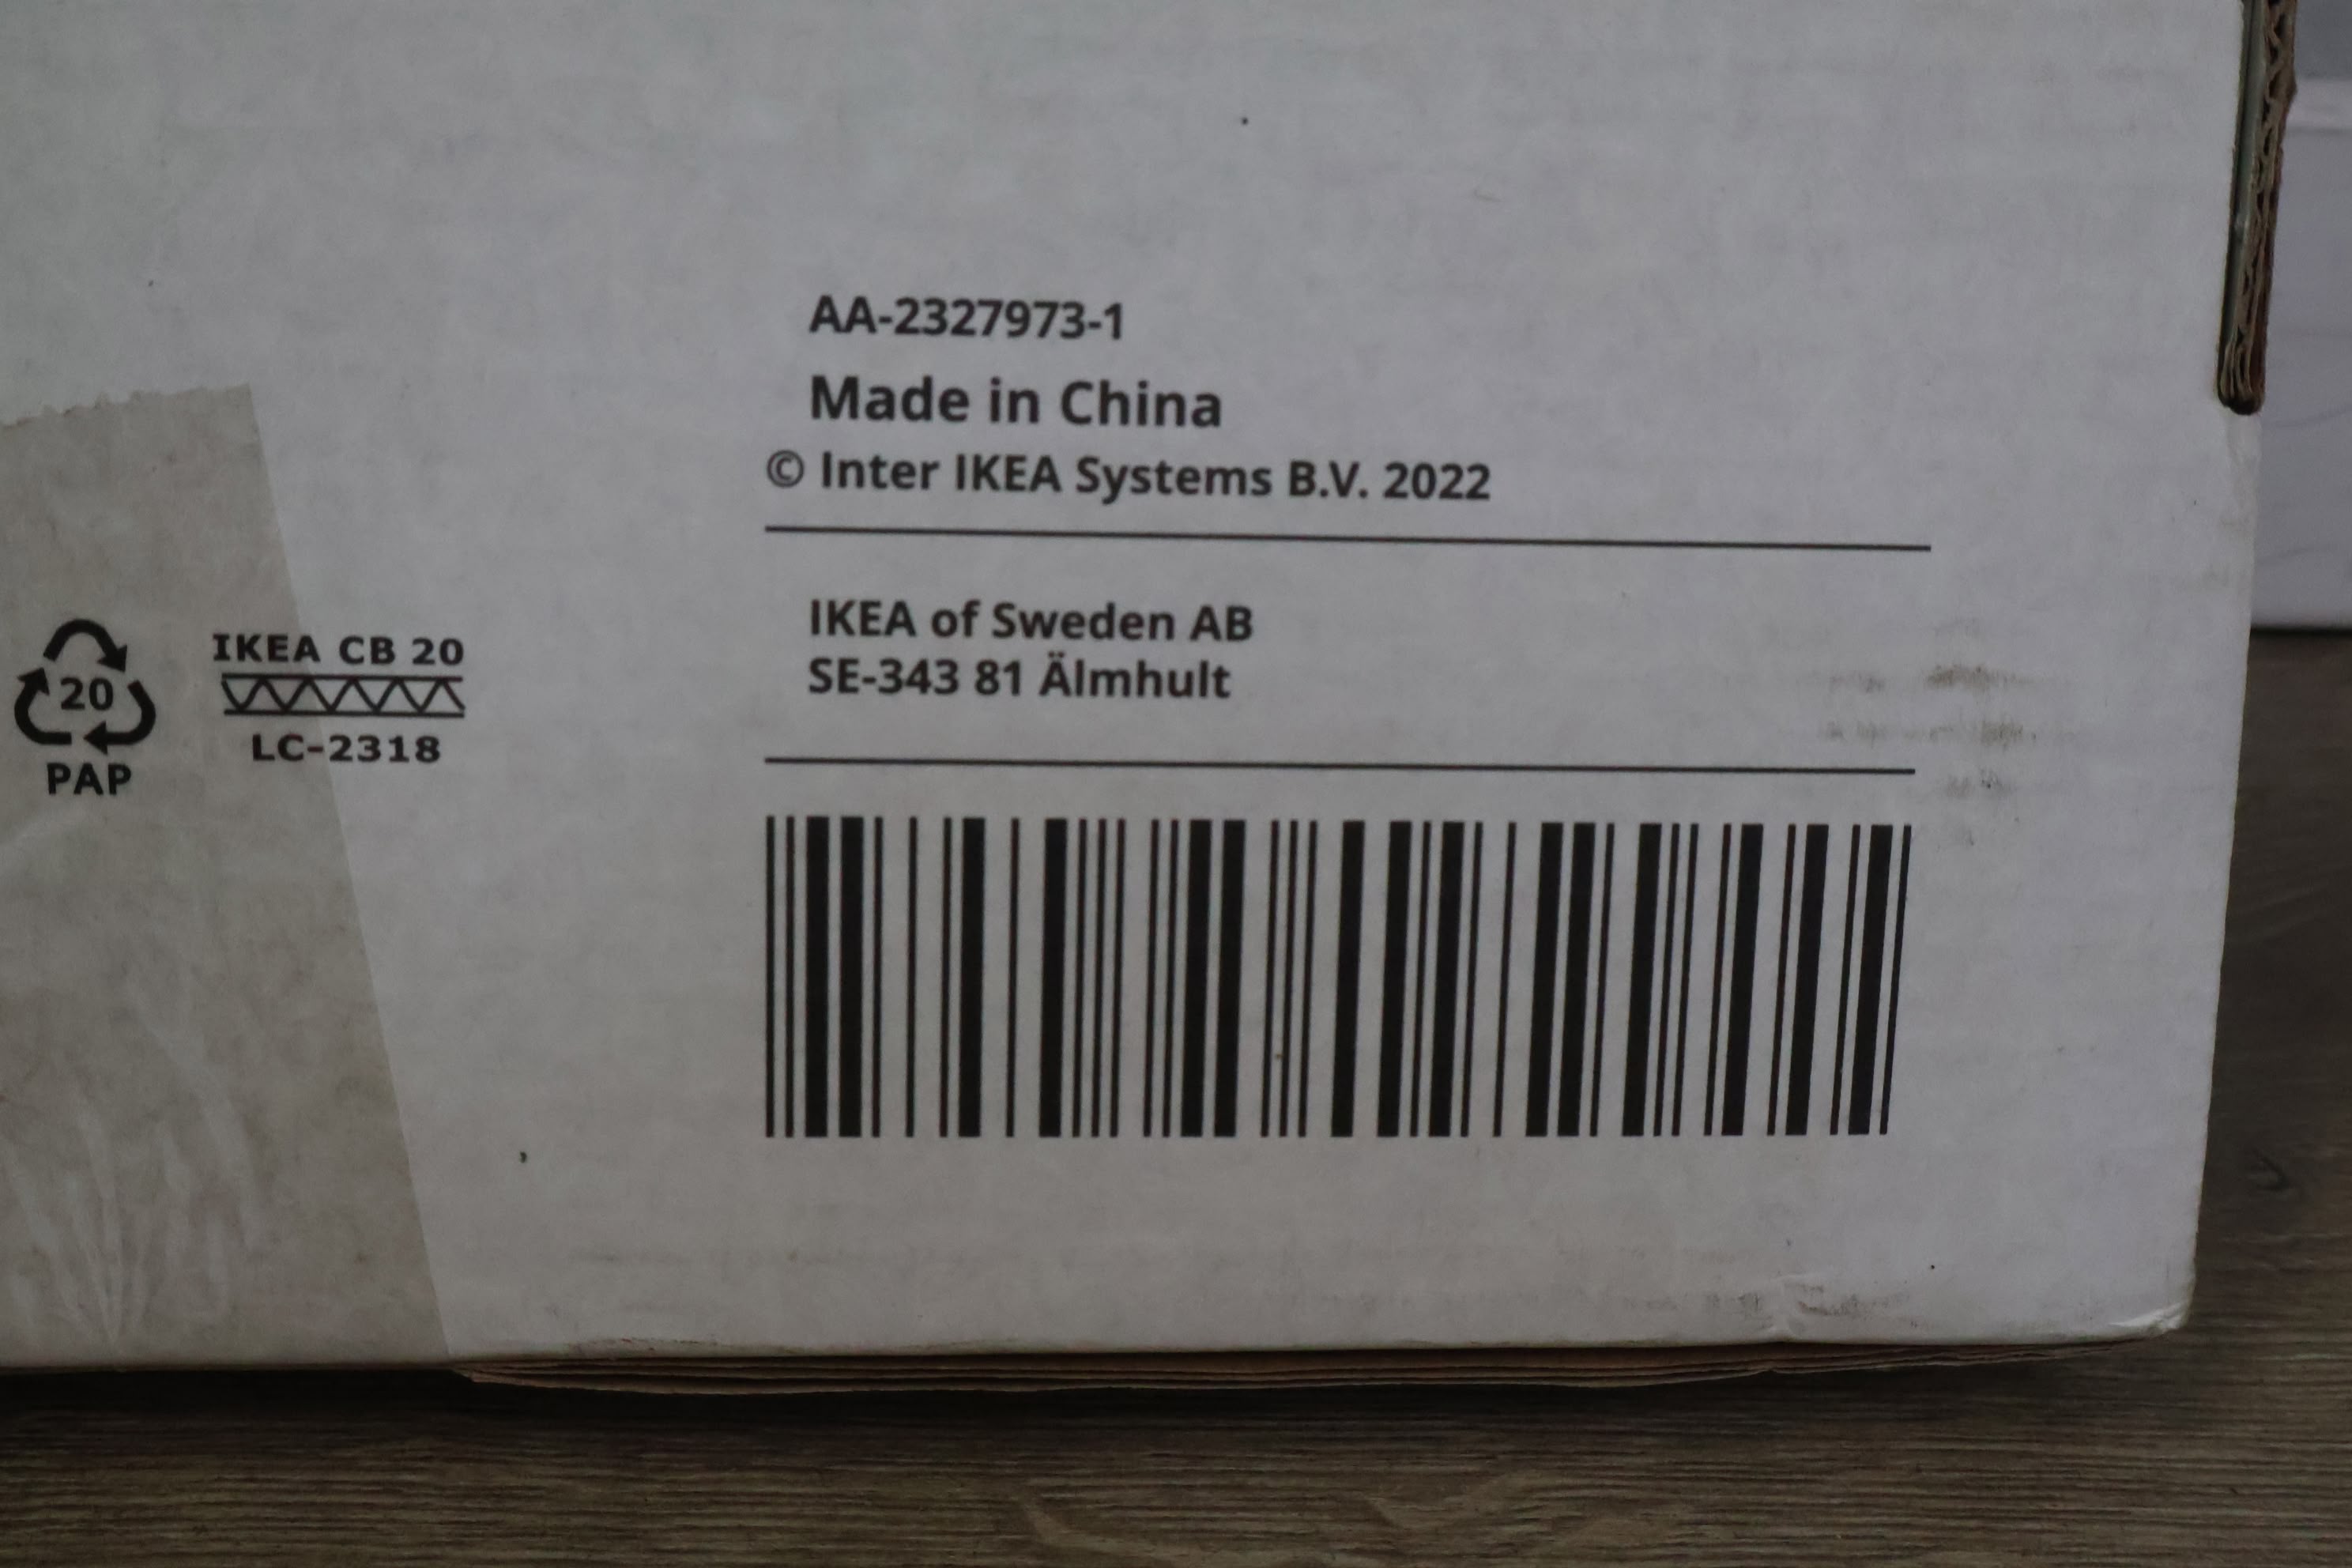 AA-2327973-1
Made in China
© Inter IKEA Systems B.V. 2022
IKEA of Sweden AB
SE-343 81 Älmhult
20
PAP
IKEA CB 20
LC-2318